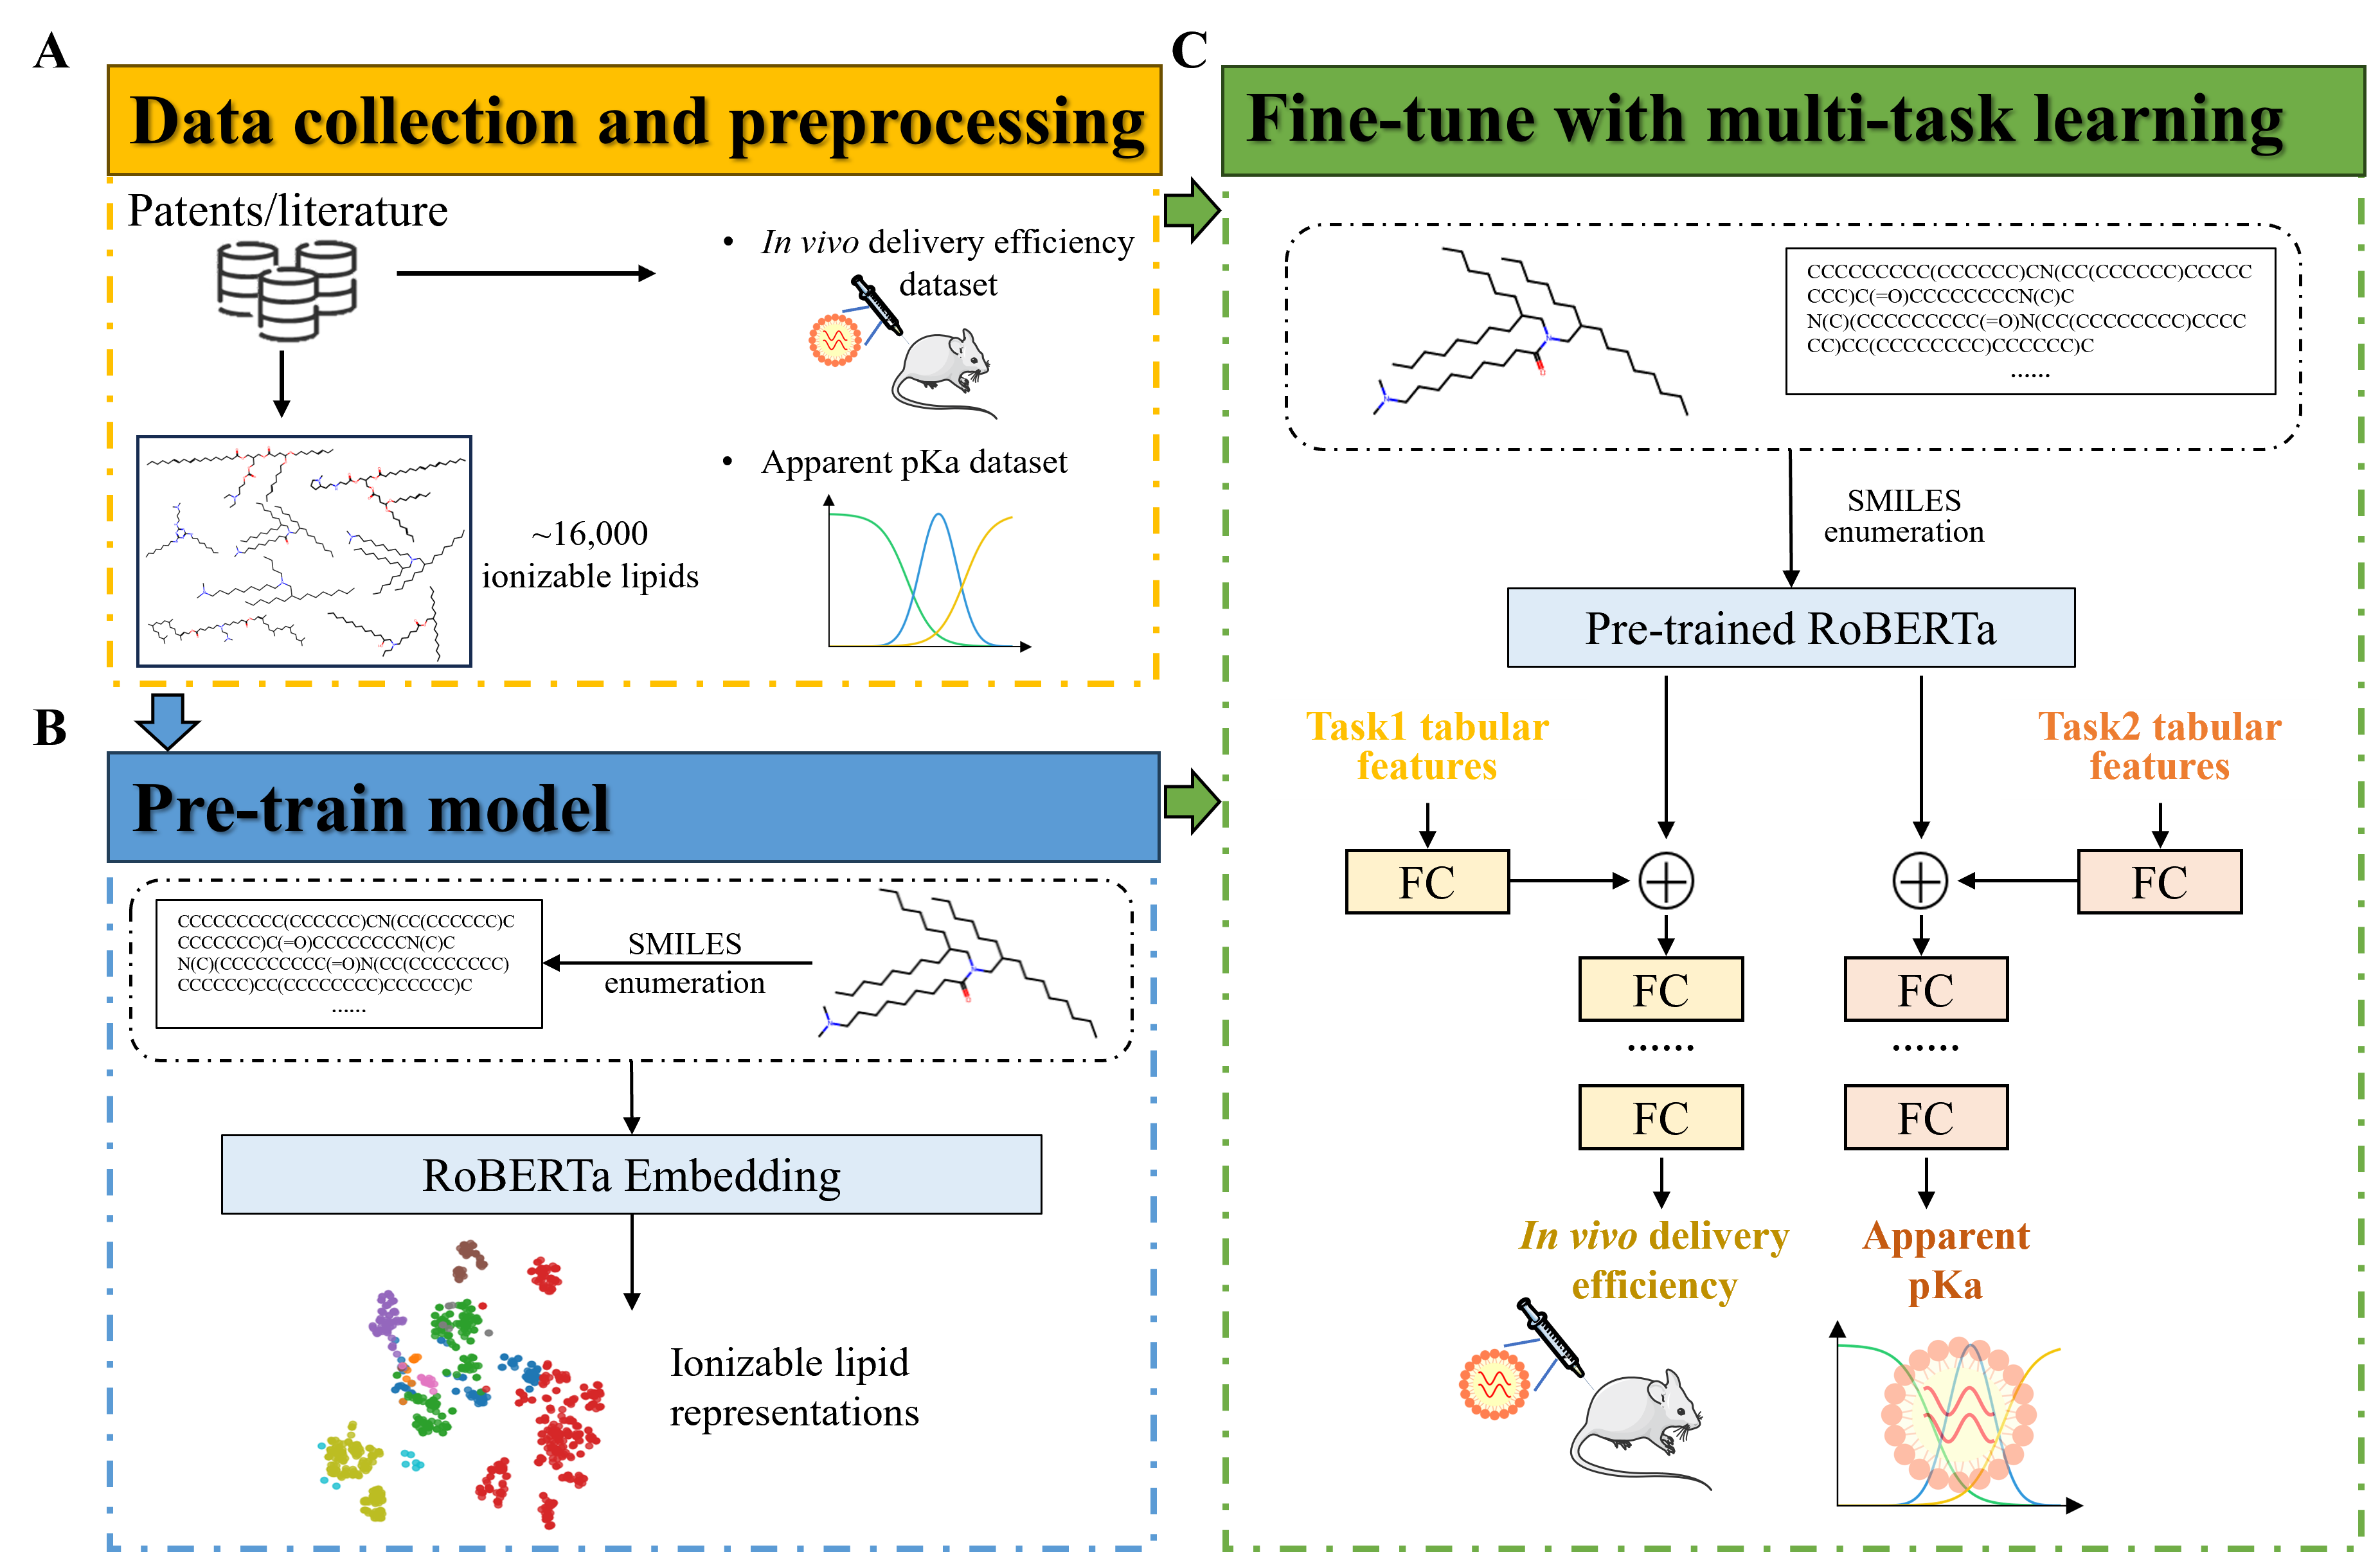 A
Data collection and preprocessing
Patents/literature
• In vivo delivery efficiency
dataset
• Apparent pKa dataset
~16,000
ionizable lipids
B
Pre-train model
CCCCCCCCC(CCCCCC)CN(CC(CCCCCC)C
CCCCCCC)C(=O)CCCCCCCCN(C)C
N(C)(CCCCCCCCC(=O)N(CC(CCCCCCCC)
CCCCCC)CC(CCCCCCCC)CCCCCC)C
......
SMILES
enumeration
RoBERTa Embedding
Ionizable lipid
representations
C
Fine-tune with multi-task learning
CCCCCCCCC(CCCCCC)CN(CC(CCCCCC)CCCCC
CCC)C(=O)CCCCCCCCN(C)C
N(C)(CCCCCCCCC(=O)N(CC(CCCCCCCC)CCCC
CC)CC(CCCCCCCC)CCCCCC)C
......
SMILES
enumeration
Pre-trained RoBERTa
Task1 tabular
features
Task2 tabular
features
FC
FC
FC
FC
......
......
FC
FC
In vivo delivery
efficiency
Apparent
pKa